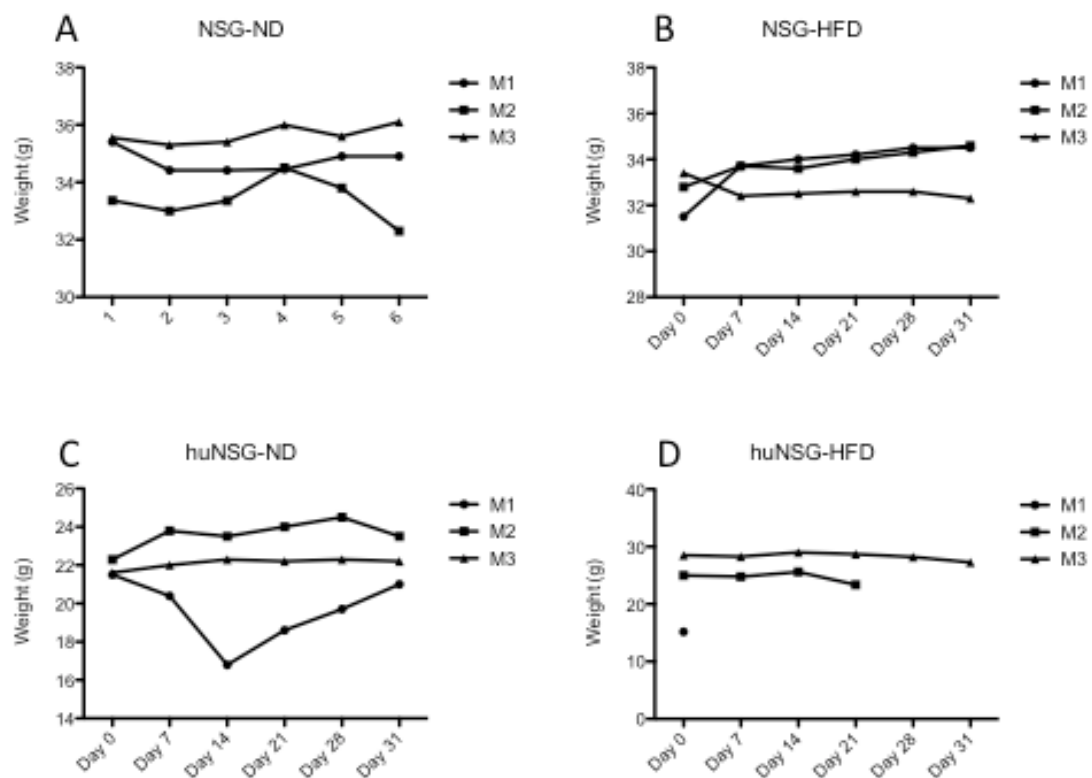 A
NSG-ND
38
36
34
32
30
Weight (g)
1
2
3
4
5
6
M1
M2
M3
B
NSG-HFD
38
36
34
32
30
28
Weight (g)
Day 0
Day 7
Day 14
Day 21
Day 28
Day 31
M1
M2
M3
C
huNSG-ND
26
24
22
20
18
16
14
Weight (g)
Day 0
Day 7
Day 14
Day 21
Day 28
Day 31
M1
M2
M3
D
huNSG-HFD
40
30
20
10
0
Weight (g)
Day 0
Day 7
Day 14
Day 21
Day 28
Day 31
M1
M2
M3